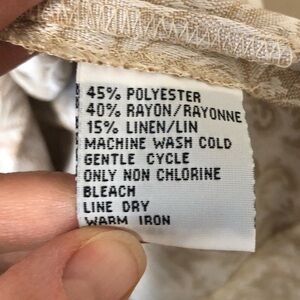 45% POLYESTER
40% RAYON/RAYONNE
15% LINEN/LIN
MACHINE WASH COLD
GENTLE CYCLE
ONLY NON CHLORINE
BLEACH
LINE DRY
WARM IRON